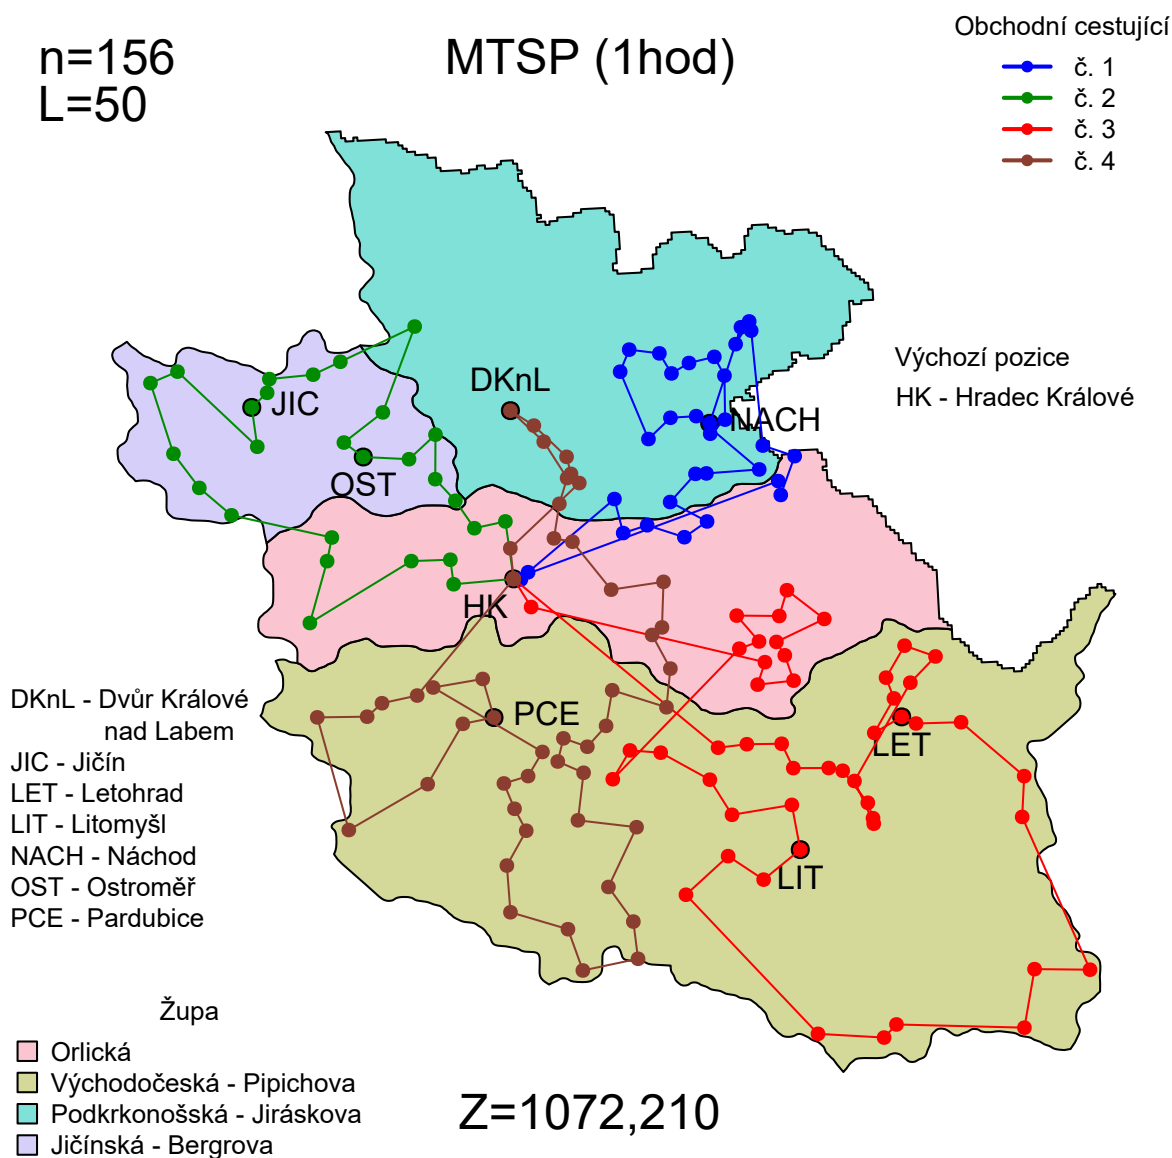 n=156
L=50
MTSP (1hod)
Obchodní cestující
č. 1
č. 2
č. 3
č. 4
Výchozí pozice
HK - Hradec Králové
DKnL
JIC
NACH
OST
HK
PCE
LET
LIT
DKnL - Dvůr Králové
nad Labem
JIC - Jičín
LET - Letohrad
LIT - Litomyšl
NACH - Náchod
OST - Ostroměř
PCE - Pardubice
Župa
Orlická
Východočeská - Pipichova
Podkrkonošská - Jiráskova
Jičínská - Bergrova
Z=1072,210